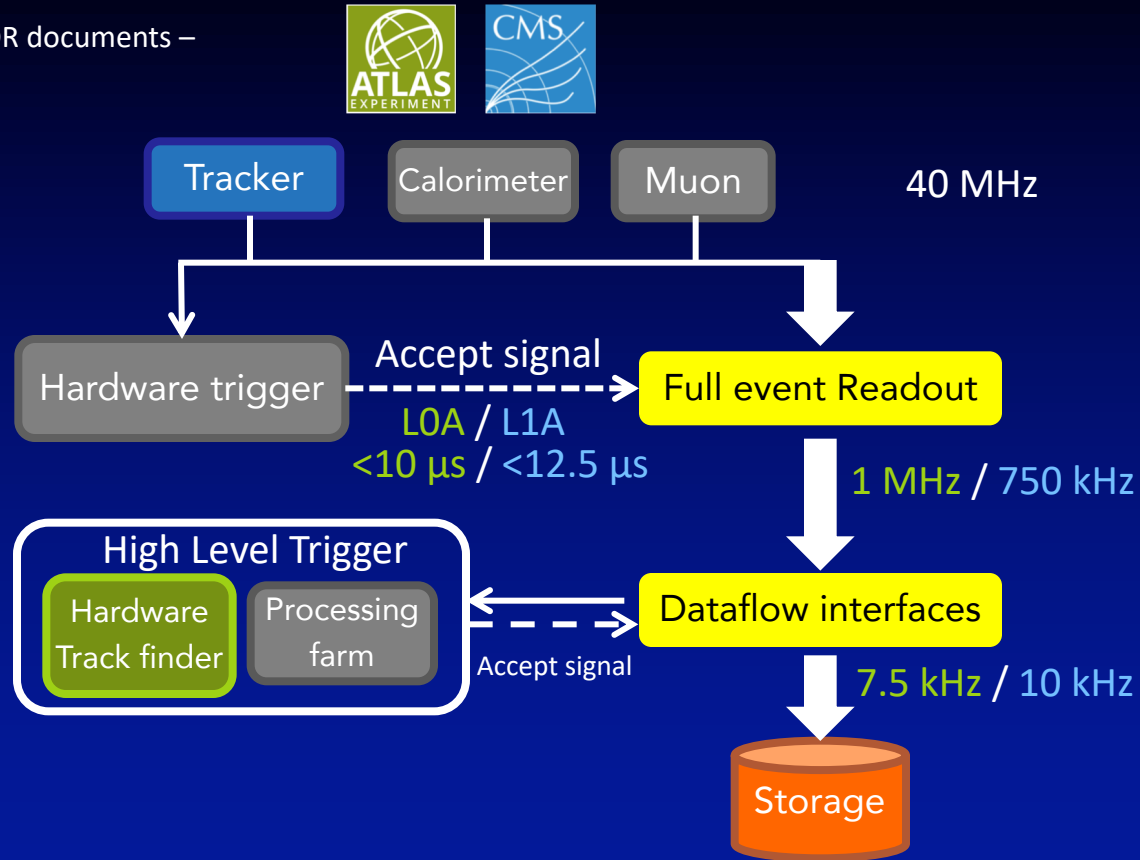 DR documents –
ATLAS
EXPERIMENT
CMS
Tracker
Calorimeter
Muon
40 MHz
Hardware trigger
Accept signal
L0A / L1A
<10 μs / <12.5 μs
Full event Readout
1 MHz / 750 kHz
High Level Trigger
Hardware
Track finder
Processing
farm
Accept signal
Dataflow interfaces
7.5 kHz / 10 kHz
Storage